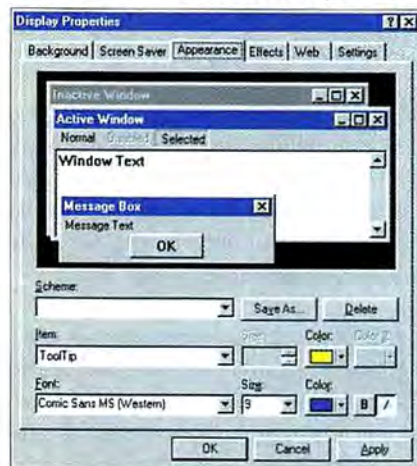 Display Properties
Background Screen Saver Appearance Effects Web Settings
Inactive Window
Active Window
Normal Disabled Selected
Window Text
Message Box
Message Text
OK
Scheme:
Save As... Delete
Item: Size: Color: Color 2:
ToolTip
Font: Size: Color:
Comic Sans MS (Western) 9 B /
OK Cancel Apply